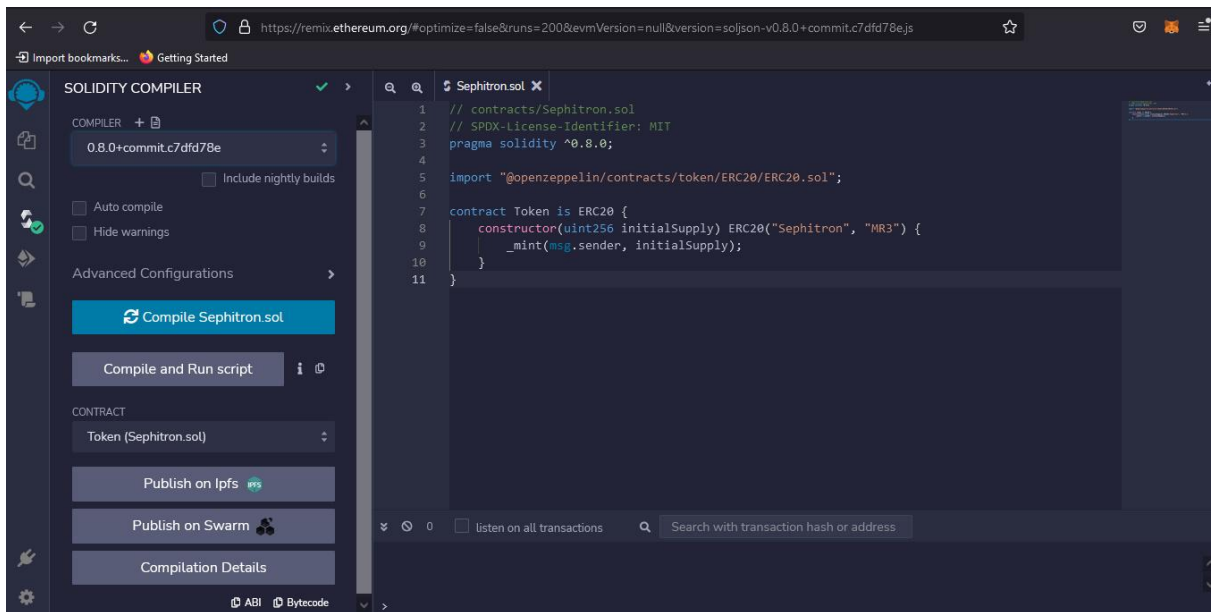 https://remix.ethereum.org/#optimize=false&runs=200&evmVersion=null&version=soljson-v0.8.0+commit.c7dfd78e.js
Import bookmarks... Getting Started
SOLIDITY COMPILER
COMPILER
0.8.0+commit.c7dfd78e
Include nightly builds
Auto compile
Hide warnings
Advanced Configurations
Compile Sephitron.sol
Compile and Run script
CONTRACT
Token (Sephitron.sol)
Publish on Ipfs IPFS
Publish on Swarm
Compilation Details
ABI Bytecode
Sephitron.sol
1 // contracts/Sephitron.sol
2 // SPDX-License-Identifier: MIT
3 pragma solidity ^0.8.0;
4
5 import "@openzeppelin/contracts/token/ERC20/ERC20.sol";
6
7 contract Token is ERC20 {
8 constructor(uint256 initialSupply) ERC20("Sephitron", "MR3") {
9 _mint(msg.sender, initialSupply);
10 }
11 }
0 listen on all transactions Search with transaction hash or address
>